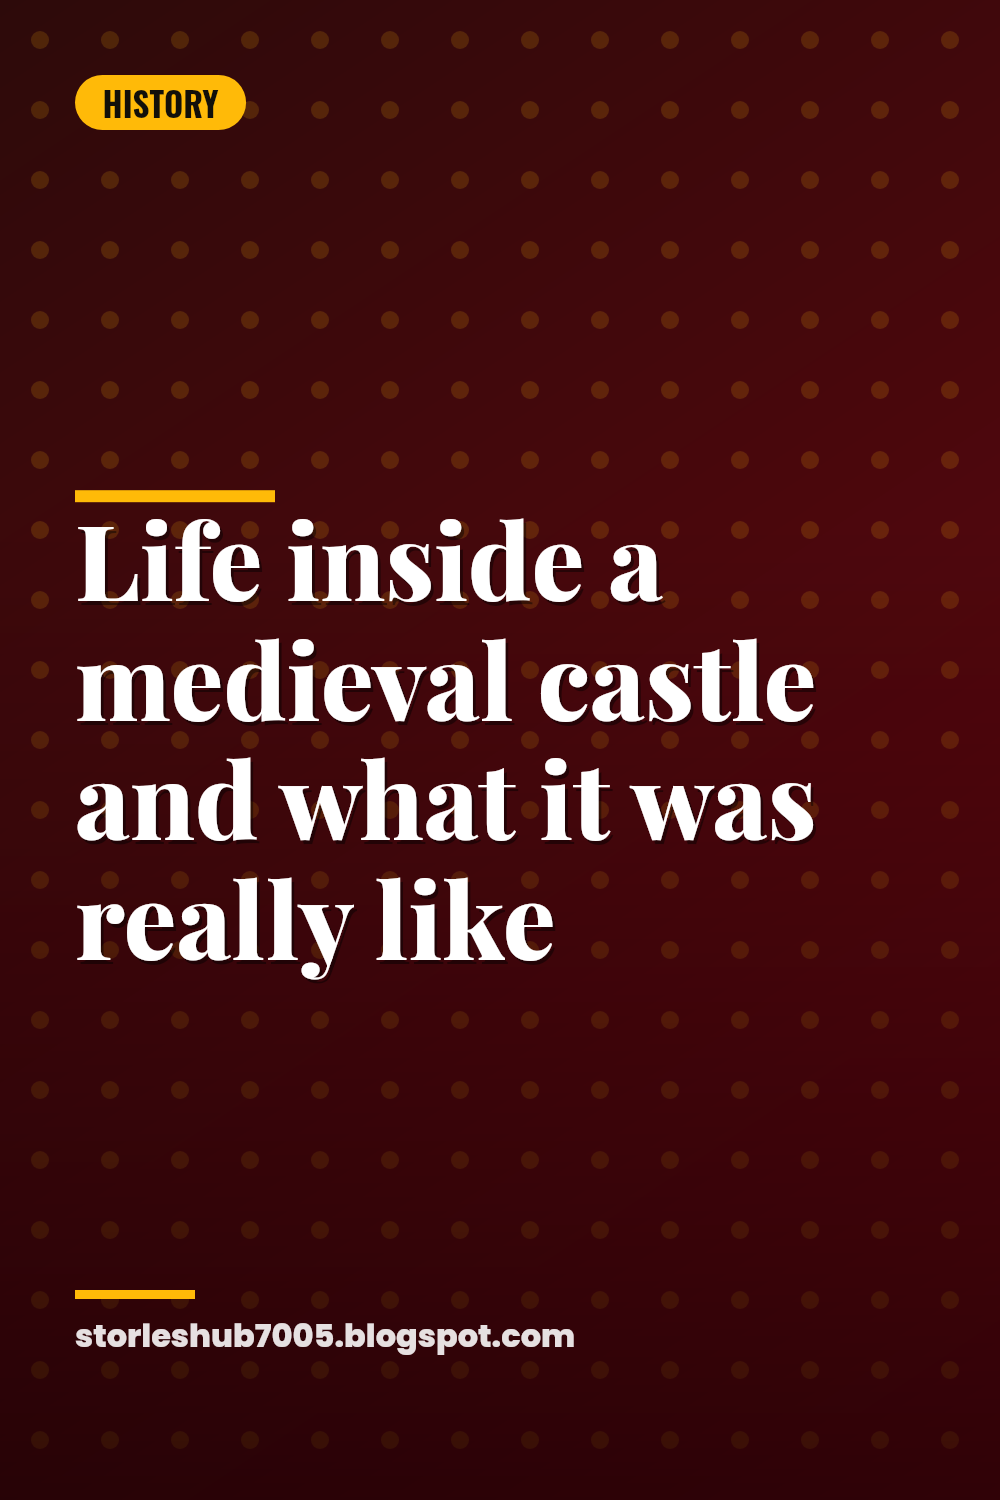 HISTORY
Life inside a
medieval castle
and what it was
really like
storleshub7005.blogspot.com